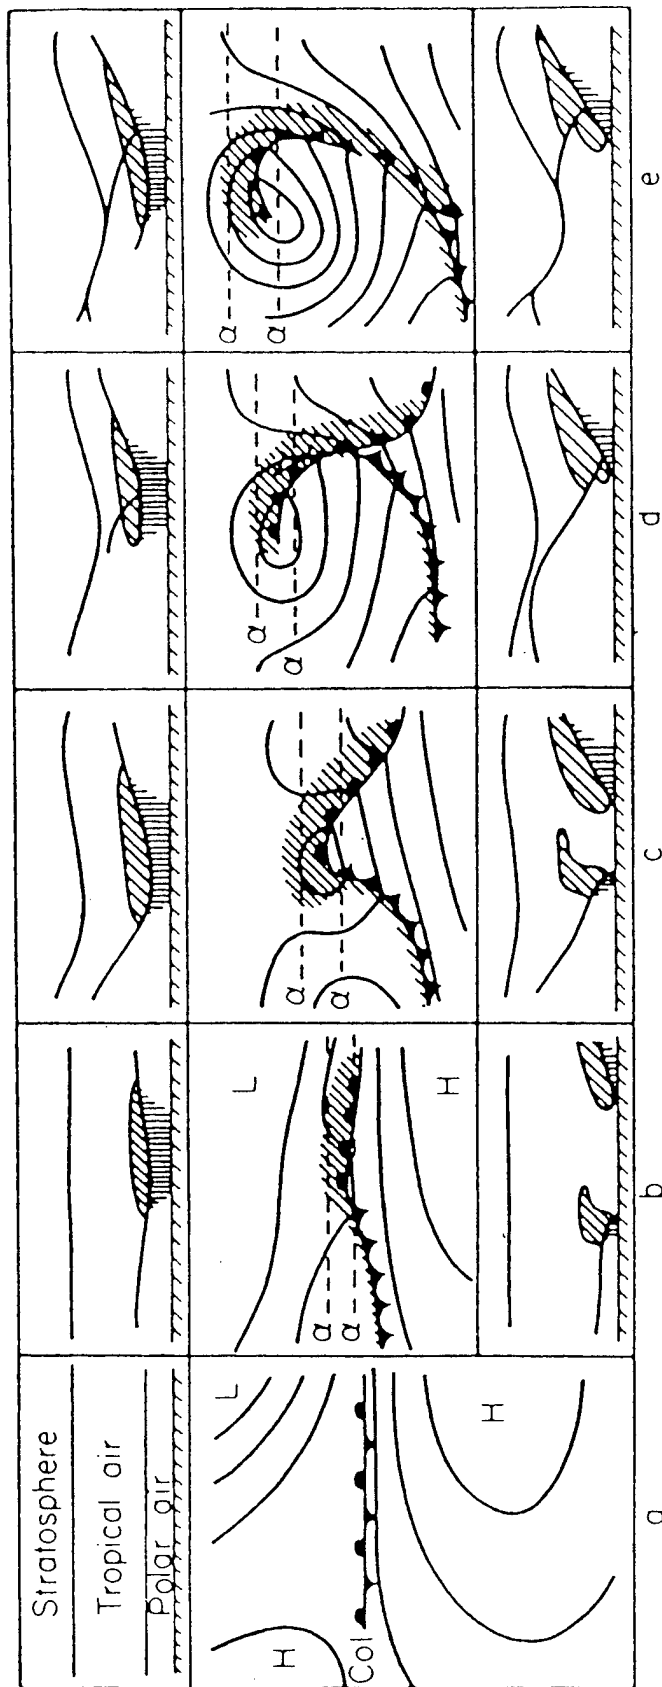 Stratosphere
Tropical air
Polar air
H
L
Col
H
L
α
α
H
α
α
α
α
α
α
a
b
c
d
e